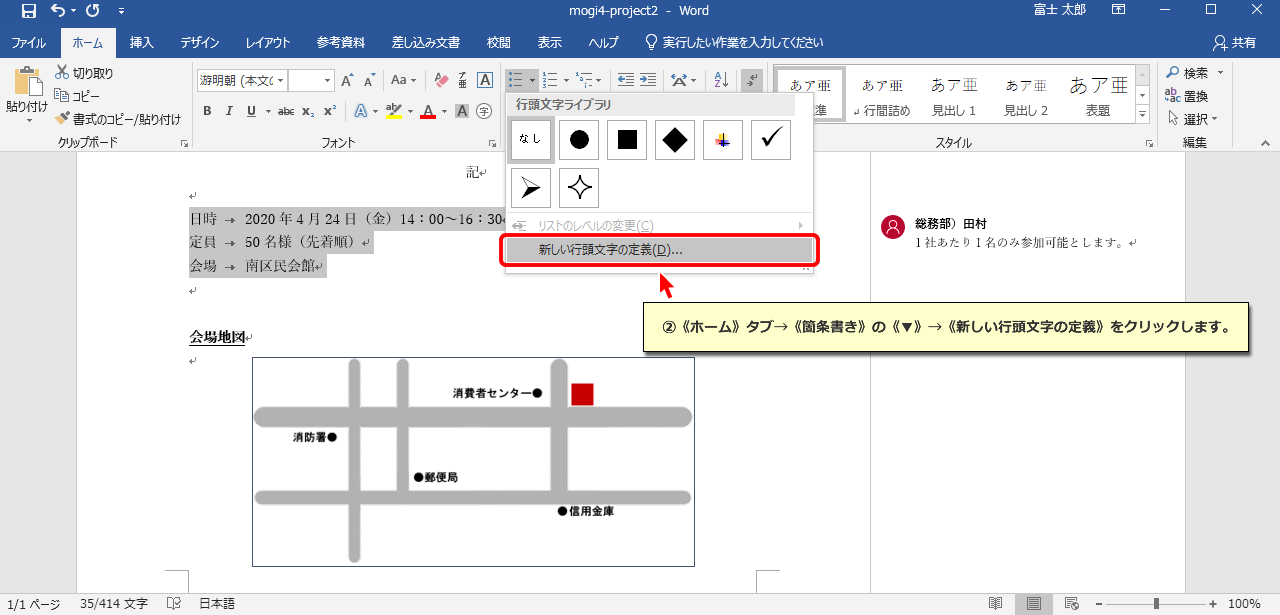 mogi4-project2 - Word
富士 太郎
ファイル ホーム 挿入 デザイン レイアウト 参考資料 差し込み文書 校閲 表示 ヘルプ 実行したい作業を入力してください 共有
貼り付け
切り取り
コピー
書式のコピー/貼り付け
クリップボード
游明朝 (本文(
Aa
A
B I U abc x₂ x² A ab A A 字
フォント
行頭文字ライブラリ
なし
リストのレベルの変更(C)
新しい行頭文字の定義(D)...
あア亜 あア亜 あア亜 あア亜 あア亜
準 行間詰め 見出し 1 見出し 2 表題
スタイル
検索
置換
選択
編集
記
日時 → 2020 年 4 月 24 日（金）14：00～16：30
定員 → 50 名様（先着順）
会場 → 南区民会館
総務部）田村
1 社あたり 1 名のみ参加可能とします。
②《ホーム》タブ→《箇条書き》の《▼》→《新しい行頭文字の定義》をクリックします。
会場地図
消費者センター●
消防署●
●郵便局
●信用金庫
1/1 ページ 35/414 文字 日本語 100%